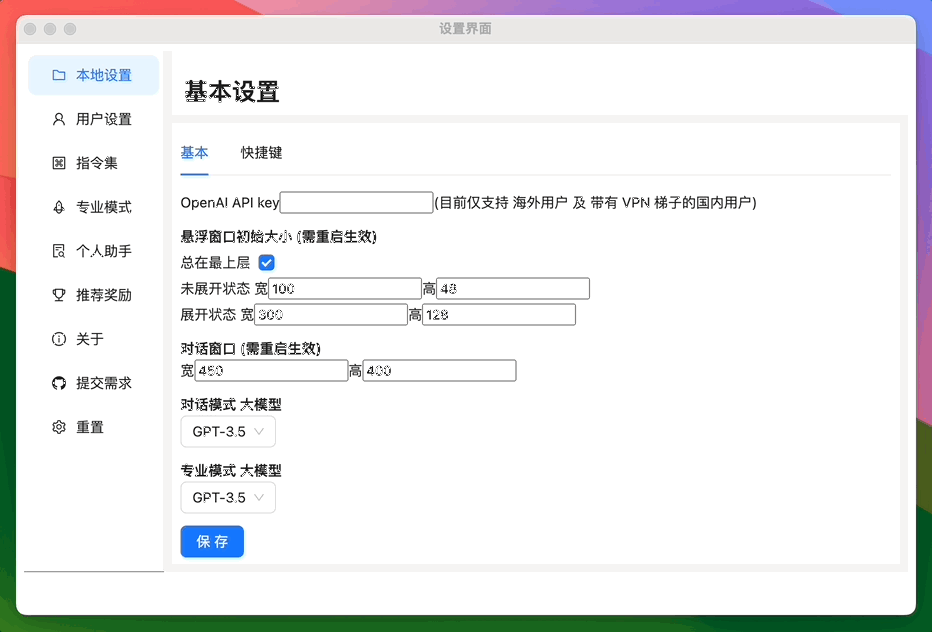 设置界面
本地设置
用户设置
指令集
专业模式
个人助手
推荐奖励
关于
提交需求
重置
基本设置
基本 快捷键
OpenAI API key (目前仅支持 海外用户 及 带有 VPN 梯子的国内用户)
悬浮窗口初始大小 (需重启生效)
总在最上层
未展开状态 宽 100 高 48
展开状态 宽 300 高 128
对话窗口 (需重启生效)
宽 450 高 400
对话模式 大模型
GPT-3.5
专业模式 大模型
GPT-3.5
保 存